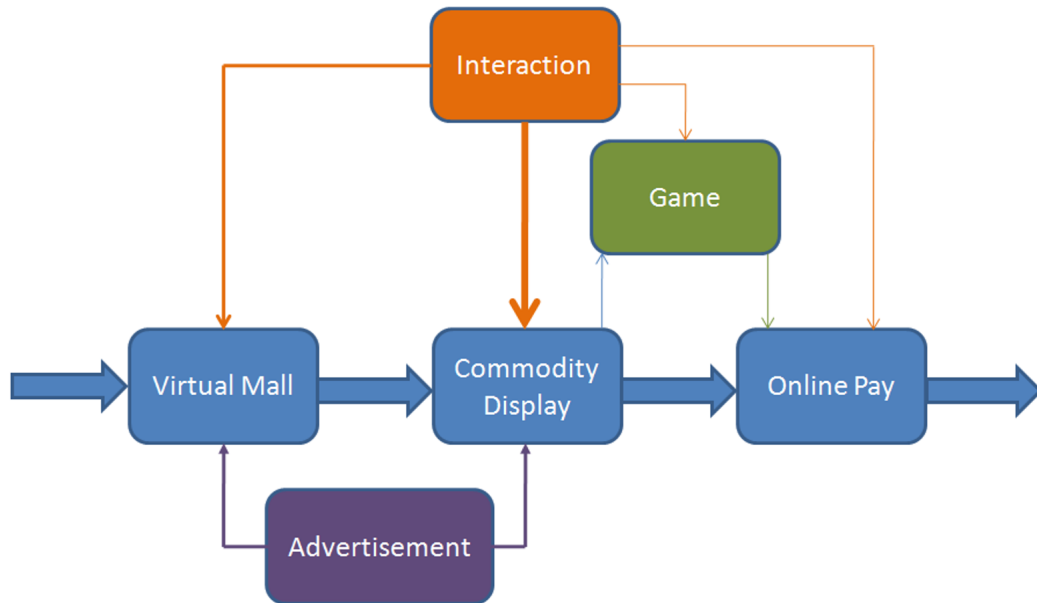 Interaction
Game
Virtual Mall
Commodity
Display
Online Pay
Advertisement